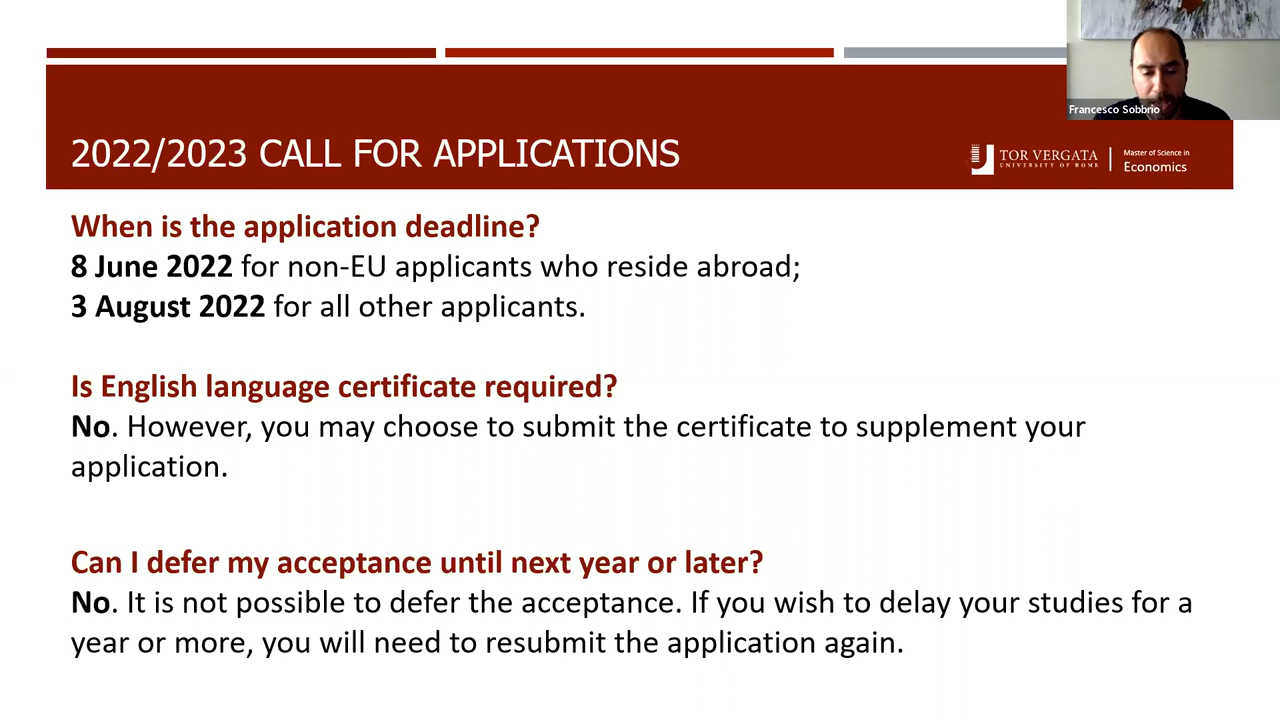 Francesco Sobbrio
2022/2023 CALL FOR APPLICATIONS
TOR VERGATA
UNIVERSITY OF ROME
Master of Science in
Economics
When is the application deadline?
8 June 2022 for non-EU applicants who reside abroad;
3 August 2022 for all other applicants.
Is English language certificate required?
No. However, you may choose to submit the certificate to supplement your
application.
Can I defer my acceptance until next year or later?
No. It is not possible to defer the acceptance. If you wish to delay your studies for a
year or more, you will need to resubmit the application again.